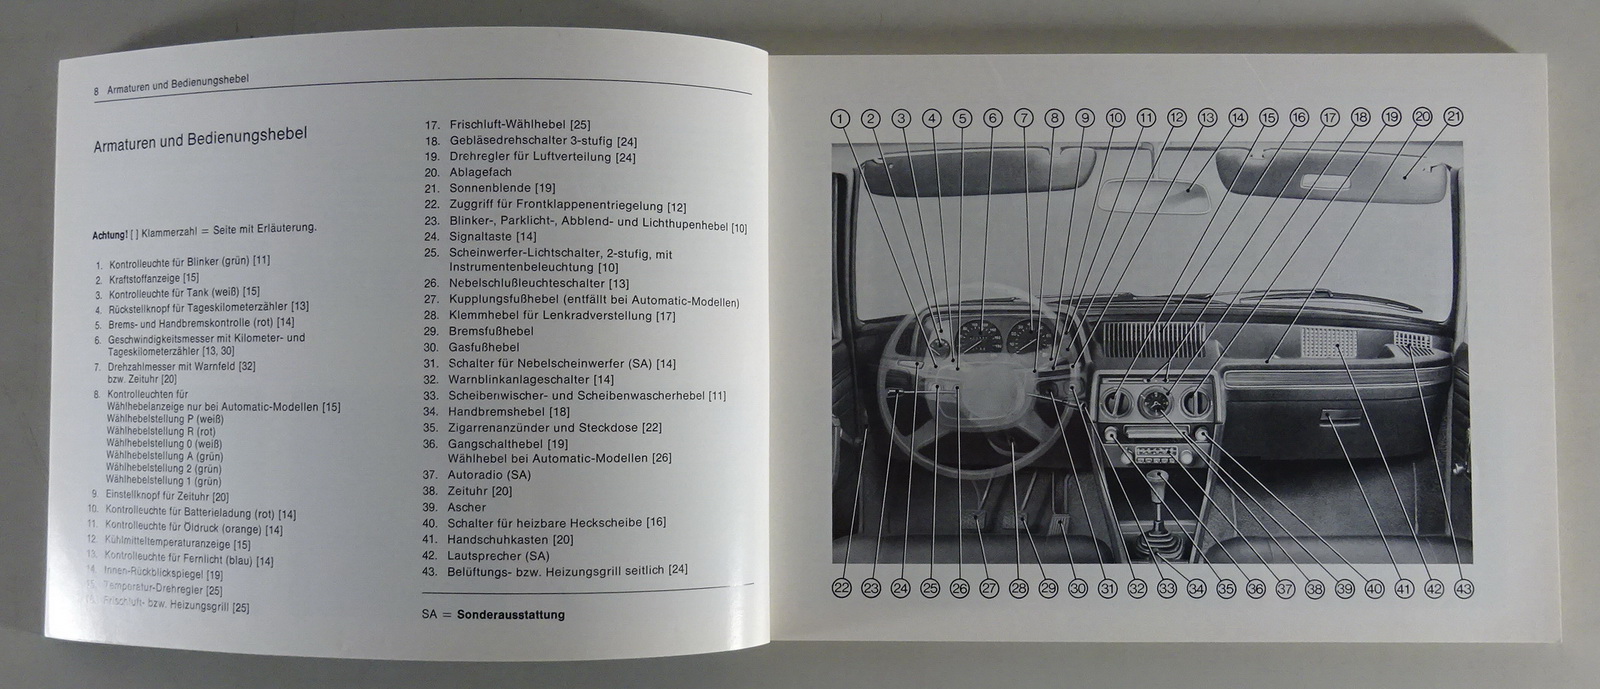 8 Armaturen und Bedienungshebel
Armaturen und Bedienungshebel
Achtung! [ ] Klammerzahl = Seite mit Erläuterung.
1. Kontrolleuchte für Blinker (grün) [11]
2. Kraftstoffanzeige [15]
3. Kontrolleuchte für Tank (weiß) [15]
4. Rückstellknopf für Tageskilometerzähler [13]
5. Brems- und Handbremskontrolle (rot) [14]
6. Geschwindigkeitsmesser mit Kilometer- und
Tageskilometerzähler [13, 30]
7. Drehzahlmesser mit Warnfeld [32]
bzw. Zeituhr [20]
8. Kontrolleuchten für
Wählhebelanzeige nur bei Automatic-Modellen [15]
Wählhebelstellung P (weiß)
Wählhebelstellung R (rot)
Wählhebelstellung 0 (weiß)
Wählhebelstellung A (grün)
Wählhebelstellung 2 (grün)
Wählhebelstellung 1 (grün)
9. Einstellknopf für Zeituhr [20]
10. Kontrolleuchte für Batterieladung (rot) [14]
11. Kontrolleuchte für Öldruck (orange) [14]
12. Kühlmitteltemperaturanzeige [15]
13. Kontrolleuchte für Fernlicht (blau) [14]
14. Innen-Rückblickspiegel [19]
15. Temperatur-Drehregler [25]
16. Frischluft- bzw. Heizungsgrill [25]
17. Frischluft-Wählhebel [25]
18. Gebläsedrehschalter 3-stufig [24]
19. Drehregler für Luftverteilung [24]
20. Ablagefach
21. Sonnenblende [19]
22. Zuggriff für Frontklappenentriegelung [12]
23. Blinker-, Parklicht-, Abblend- und Lichthupenhebel [10]
24. Signaltaste [14]
25. Scheinwerfer-Lichtschalter, 2-stufig, mit
Instrumentenbeleuchtung [10]
26. Nebelschlußleuchteschalter [13]
27. Kupplungsfußhebel (entfällt bei Automatic-Modellen)
28. Klemmhebel für Lenkradverstellung [17]
29. Bremsfußhebel
30. Gasfußhebel
31. Schalter für Nebelscheinwerfer (SA) [14]
32. Warnblinkanlageschalter [14]
33. Scheibenwischer- und Scheibenwascherhebel [11]
34. Handbremshebel [18]
35. Zigarrenanzünder und Steckdose [22]
36. Gangschalthebel [19]
Wählhebel bei Automatic-Modellen [26]
37. Autoradio (SA)
38. Zeituhr [20]
39. Ascher
40. Schalter für heizbare Heckscheibe [16]
41. Handschuhkasten [20]
42. Lautsprecher (SA)
43. Belüftungs- bzw. Heizungsgrill seitlich [24]
SA = Sonderausstattung
1 2 3 4 5 6 7 8 9 10 11 12 13 14 15 16 17 18 19 20 21
22 23 24 25 26 27 28 29 30 31 32 33 34 35 36 37 38 39 40 41 42 43